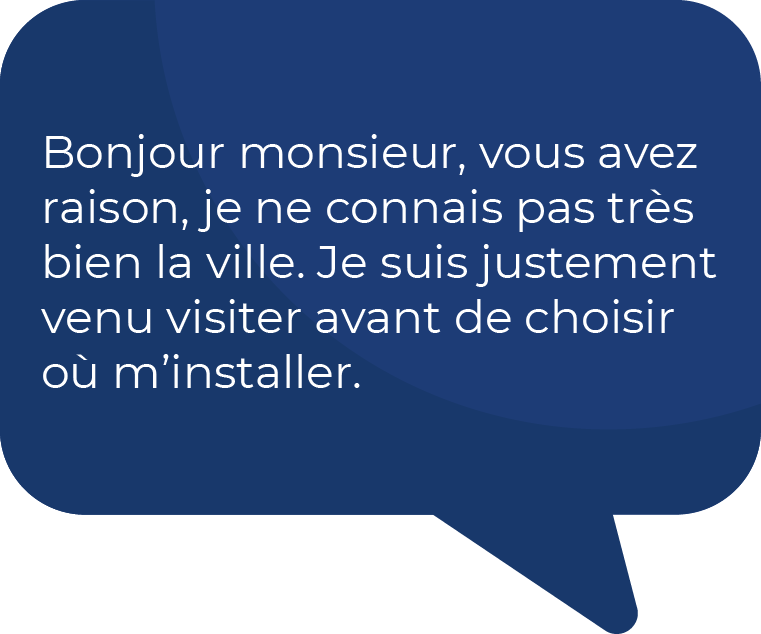 Bonjour monsieur, vous avez
raison, je ne connais pas très
bien la ville. Je suis justement
venu visiter avant de choisir
où m’installer.